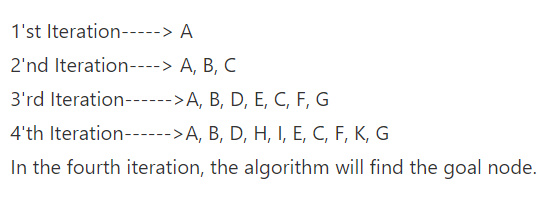 1'st Iteration-----> A
2'nd Iteration----> A, B, C
3'rd Iteration------>A, B, D, E, C, F, G
4'th Iteration------>A, B, D, H, I, E, C, F, K, G
In the fourth iteration, the algorithm will find the goal node.